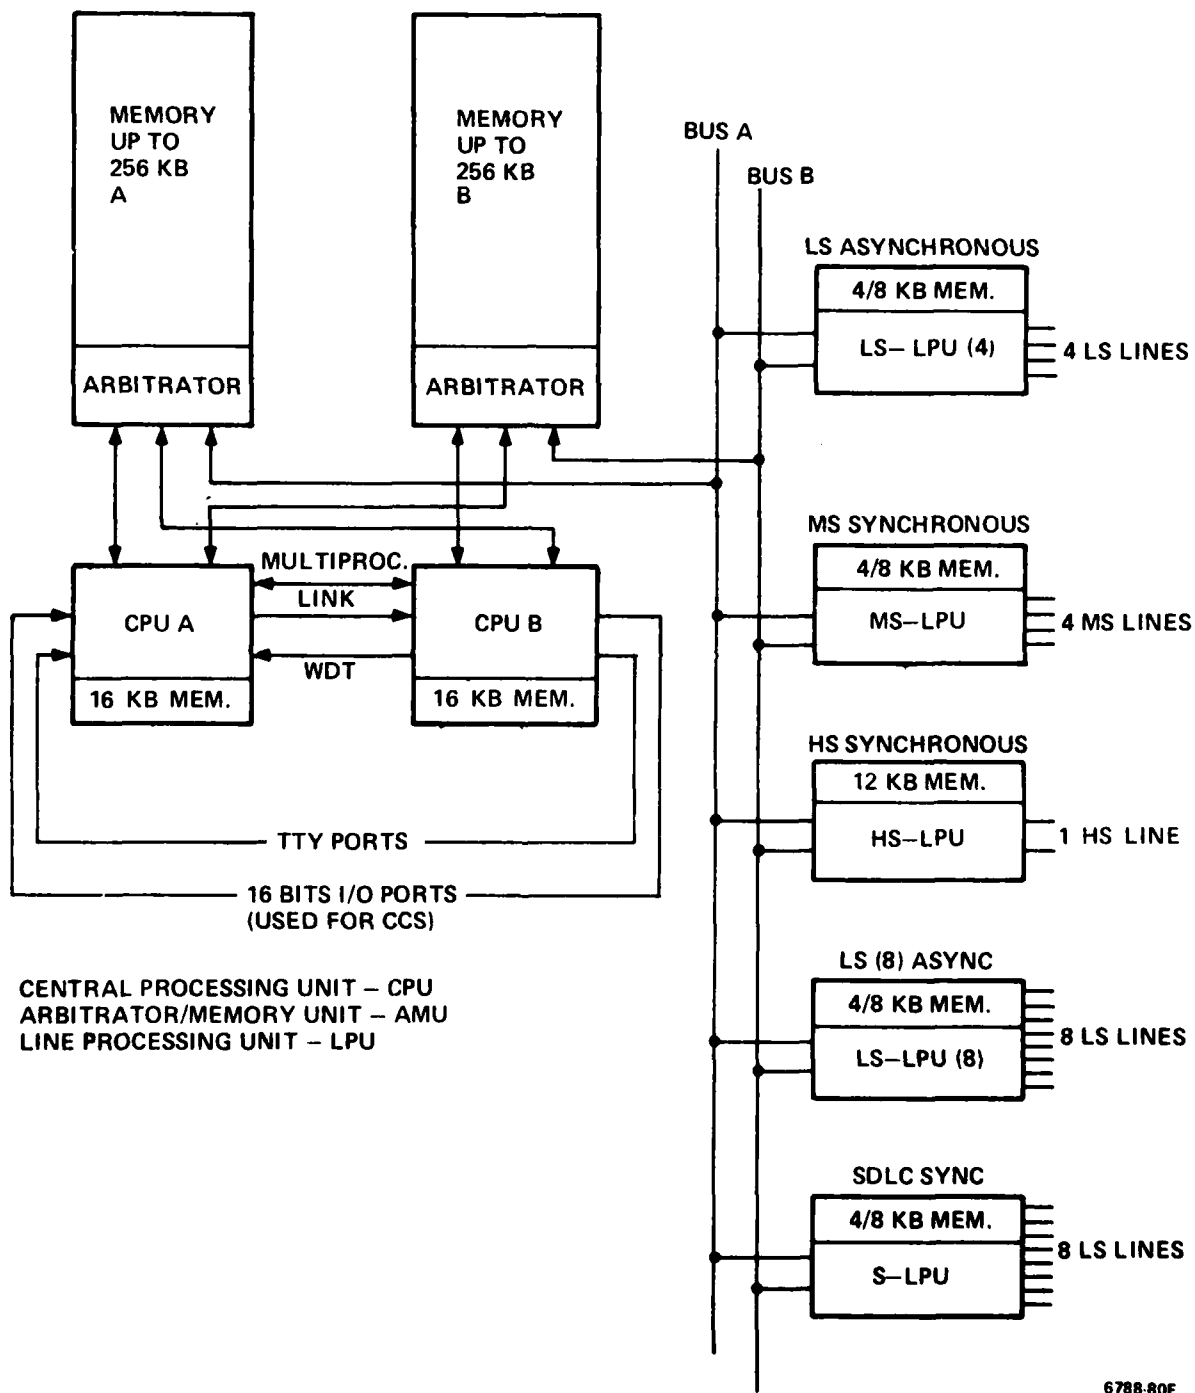 MEMORY
UP TO
256 KB
A
MEMORY
UP TO
256 KB
B
ARBITRATOR
ARBITRATOR
BUS A
BUS B
LS ASYNCHRONOUS
4/8 KB MEM.
LS–LPU (4)
4 LS LINES
MS SYNCHRONOUS
4/8 KB MEM.
MS–LPU
4 MS LINES
MULTIPROC.
LINK
CPU A
CPU B
WDT
16 KB MEM.
16 KB MEM.
HS SYNCHRONOUS
12 KB MEM.
HS–LPU
1 HS LINE
TTY PORTS
16 BITS I/O PORTS
(USED FOR CCS)
LS (8) ASYNC
4/8 KB MEM.
LS–LPU (8)
8 LS LINES
CENTRAL PROCESSING UNIT – CPU
ARBITRATOR/MEMORY UNIT – AMU
LINE PROCESSING UNIT – LPU
SDLC SYNC
4/8 KB MEM.
S–LPU
8 LS LINES
6788-80E